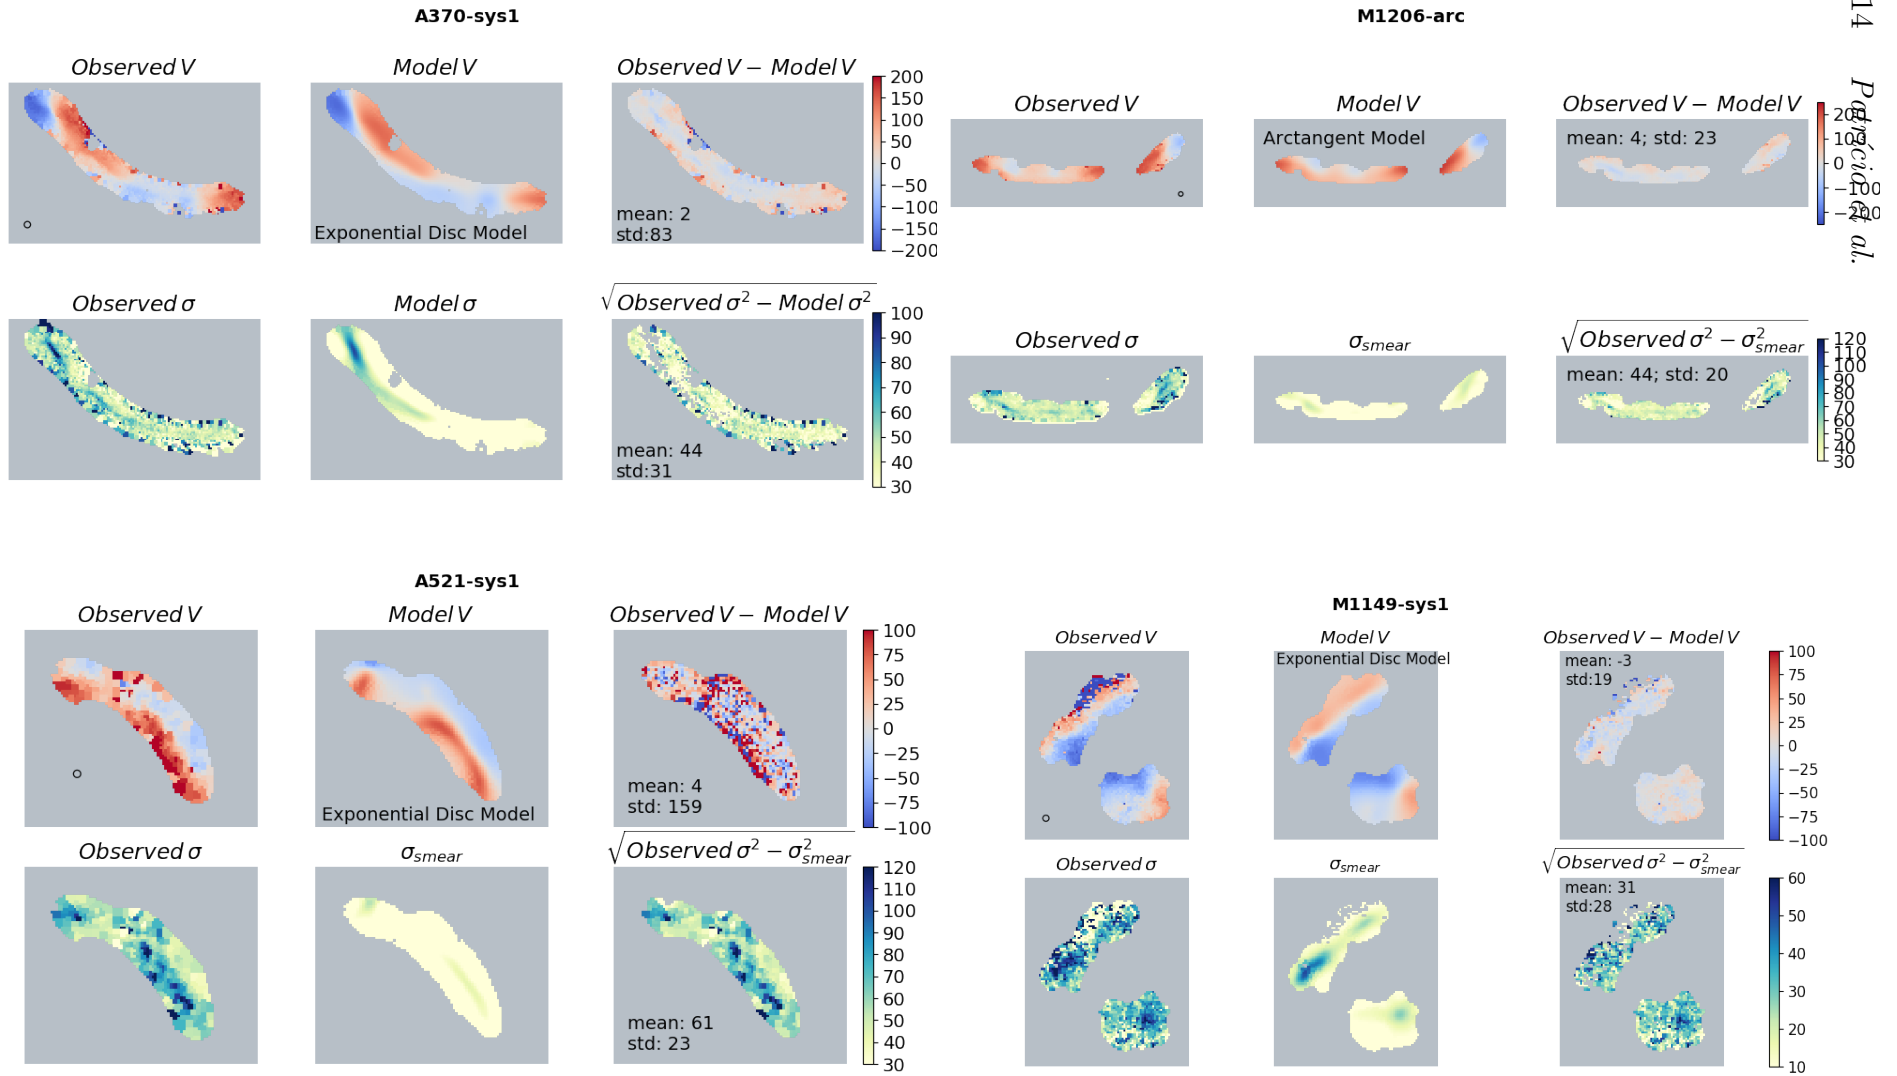 A370-sys1
Observed V
Model V
Observed V − Model V
200
150
100
50
0
−50
−100
−150
−200
Exponential Disc Model
mean: 2
std:83
Observed σ
Model σ
√Observed σ² − Model σ²
100
90
80
70
60
50
40
30
mean: 44
std:31
M1206-arc
Observed V
Model V
Observed V − Model V
Arctangent Model
mean: 4; std: 23
200
100
0
−100
−200
Observed σ
σsmear
√Observed σ² − σ²smear
mean: 44; std: 20
120
110
100
90
80
70
60
50
40
30
14 Patrício et al.
A521-sys1
Observed V
Model V
Observed V − Model V
100
75
50
25
0
−25
−50
−75
−100
Exponential Disc Model
mean: 4
std: 159
Observed σ
σsmear
√Observed σ² − σ²smear
120
110
100
90
80
70
60
50
40
30
mean: 61
std: 23
M1149-sys1
Observed V
Model V
Observed V − Model V
Exponential Disc Model
mean: -3
std:19
100
75
50
25
0
−25
−50
−75
−100
Observed σ
σsmear
√Observed σ² − σ²smear
mean: 31
std:28
60
50
40
30
20
10